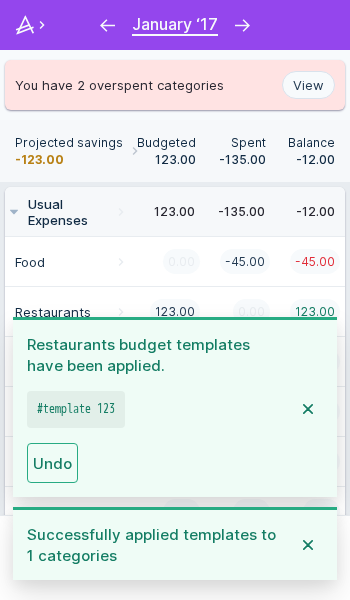 January ‘17
You have 2 overspent categories
View
Projected savings
-123.00
Budgeted
123.00
Spent
-135.00
Balance
-12.00
Usual
Expenses
123.00
-135.00
-12.00
Food
0.00
-45.00
-45.00
Restaurants
123.00
0.00
123.00
Restaurants budget templates
have been applied.
#template 123
Undo
Successfully applied templates to
1 categories